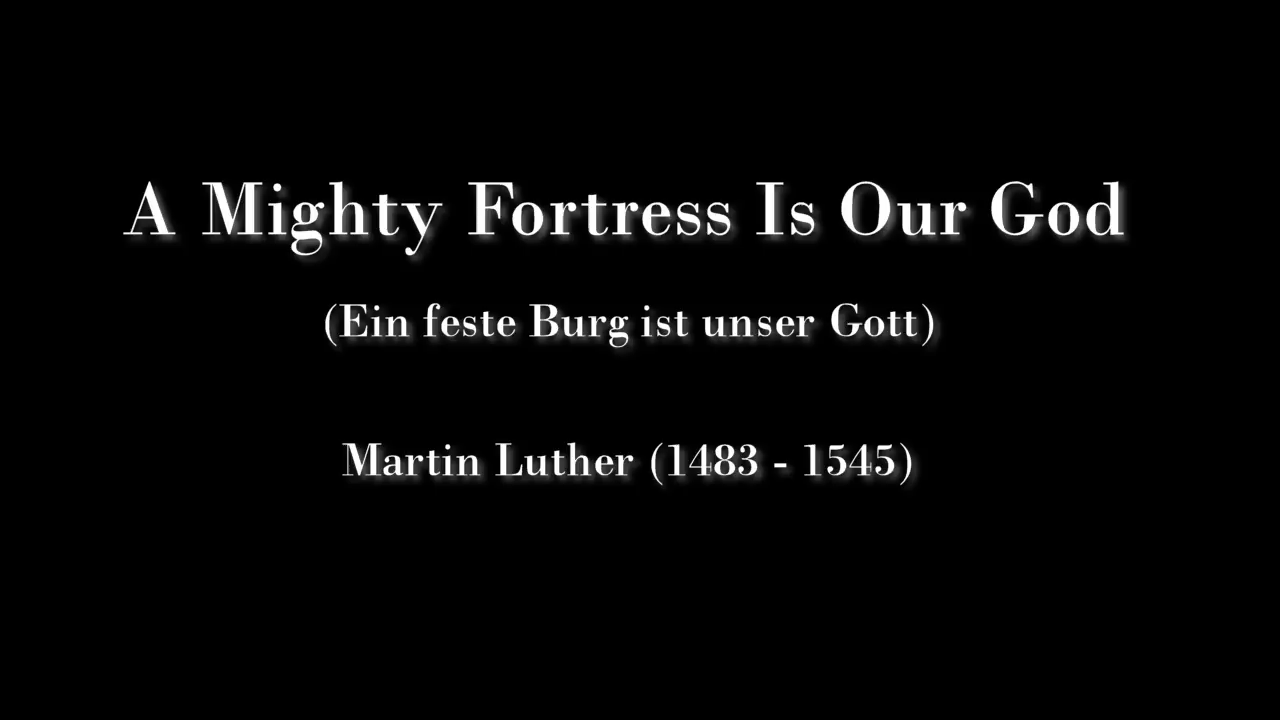 A Mighty Fortress Is Our God
(Ein feste Burg ist unser Gott)
Martin Luther (1483 - 1545)